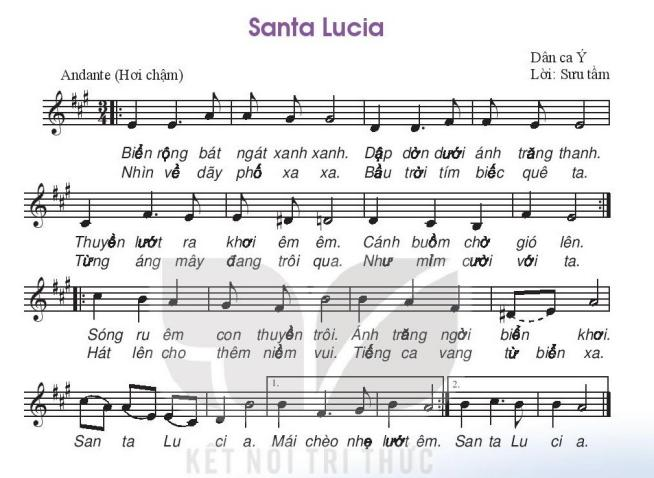 Santa Lucia
Dân ca Ý
Andante (Hơi chậm)
Lời: Sưu tầm
3
4
Biển rộng bát ngát xanh xanh. Dập dờn dưới ánh trăng thanh.
Nhìn về dãy phố xa xa. Bầu trời tím biếc quê ta.
Thuyền lướt ra khơi êm êm. Cánh buồm chờ gió lên.
Từng áng mây đang trôi qua. Như mỉm cười với ta.
Sóng ru êm con thuyền trôi. Ánh trăng ngời biển khơi.
Hát lên cho thêm niềm vui. Tiếng ca vang từ biển xa.
1.
2.
San ta Lu ci a. Mái chèo nhẹ lướt êm. San ta Lu ci a.
KẾT NỐI TRI THỨC